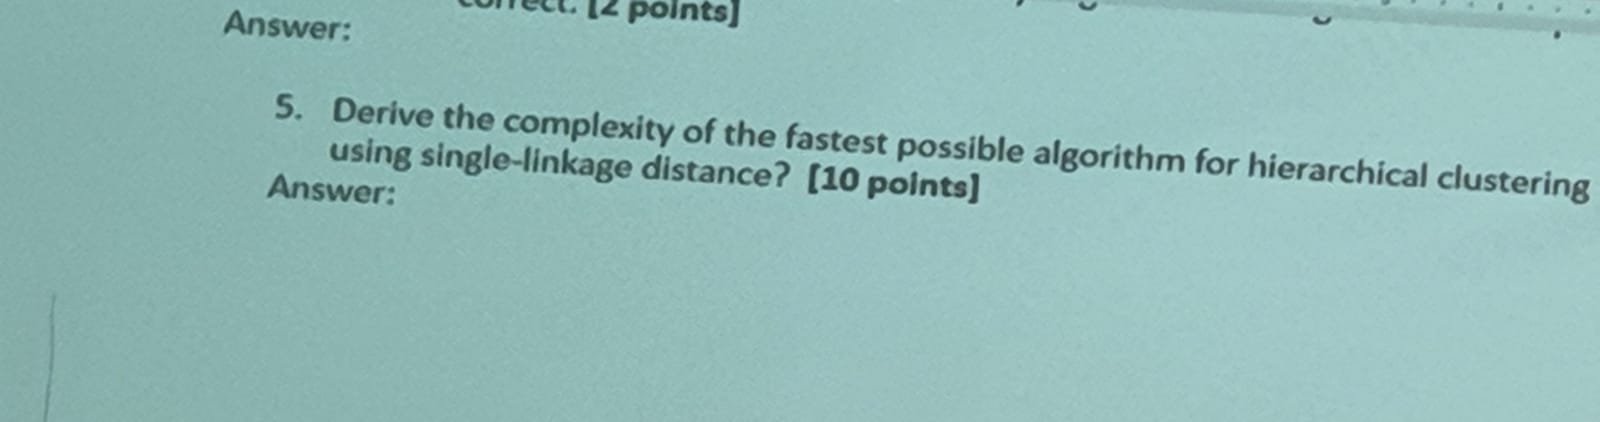 correct. [2 points]
Answer:
5. Derive the complexity of the fastest possible algorithm for hierarchical clustering
using single-linkage distance? [10 points]
Answer: